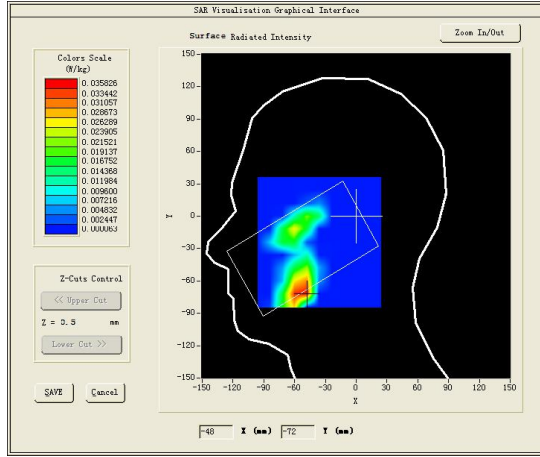 SAR Visualisation Graphical Interface
Surface Radiated Intensity
Zoom In/Out
Colors Scale
(W/kg)
0.035826
0.033442
0.031057
0.028673
0.026289
0.023905
0.021521
0.019137
0.016752
0.014368
0.011984
0.009600
0.007216
0.004832
0.002447
0.000063
Z-Cuts Control
<< Upper Cut
Z = 3.5 mm
Lower Cut >>
SAVE
Cancel
150
120
90
60
30
0
-30
-60
-90
-120
-150
Y
-150 -120 -90 -60 -30 0 30 60 90 120 150
X
-48 X (mm) -72 Y (mm)